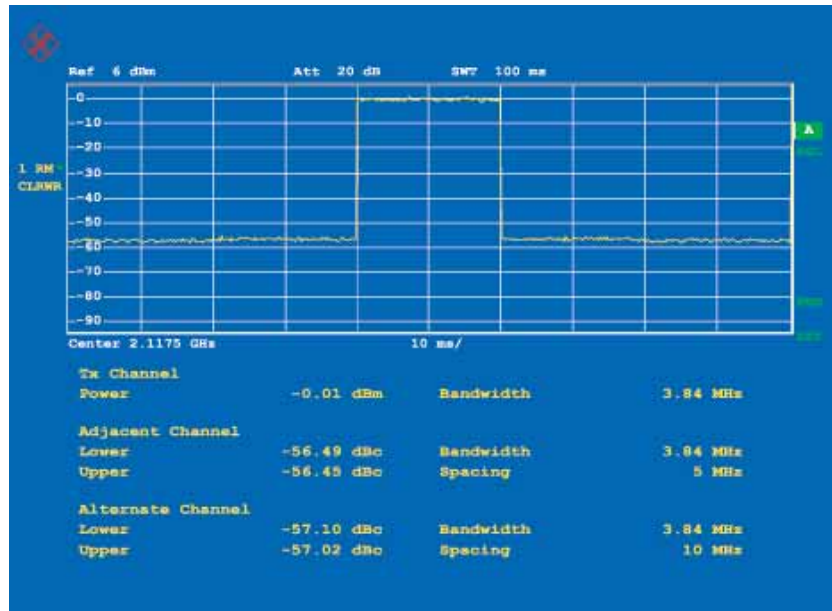 Ref 6 dBm Att 20 dB SWT 100 ms
0
-10
-20
-30
-40
-50
-60
-70
-80
-90
A
1 RM
CLRWR
Center 2.1175 GHz 10 ms/
Tx Channel
Power -0.01 dBm Bandwidth 3.84 MHz
Adjacent Channel
Lower -56.49 dBc Bandwidth 3.84 MHz
Upper -56.45 dBc Spacing 5 MHz
Alternate Channel
Lower -57.10 dBc Bandwidth 3.84 MHz
Upper -57.02 dBc Spacing 10 MHz